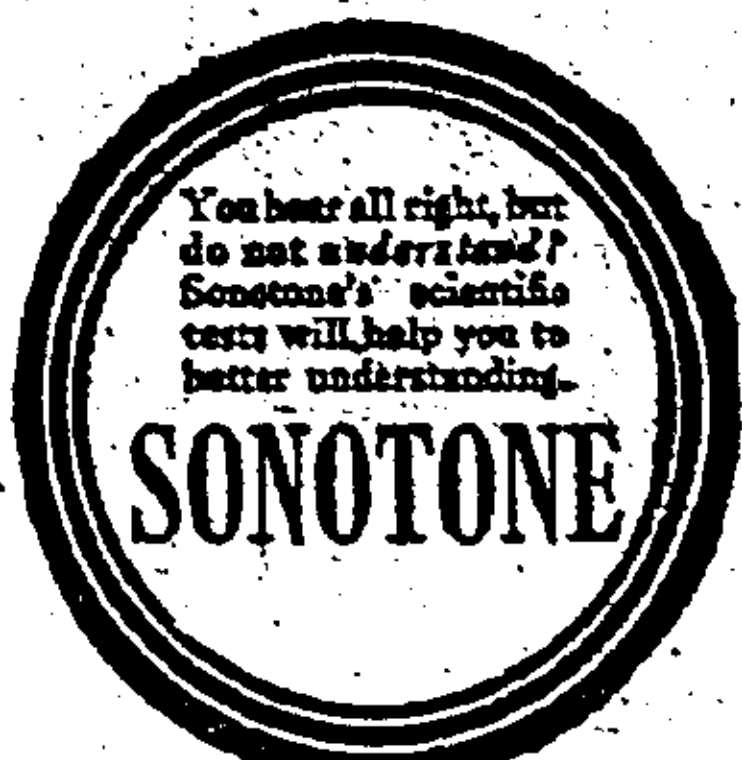 You hear all right, but
do not understand?
Sonotone's scientific
tests will help you to
better understanding.
SONOTONE